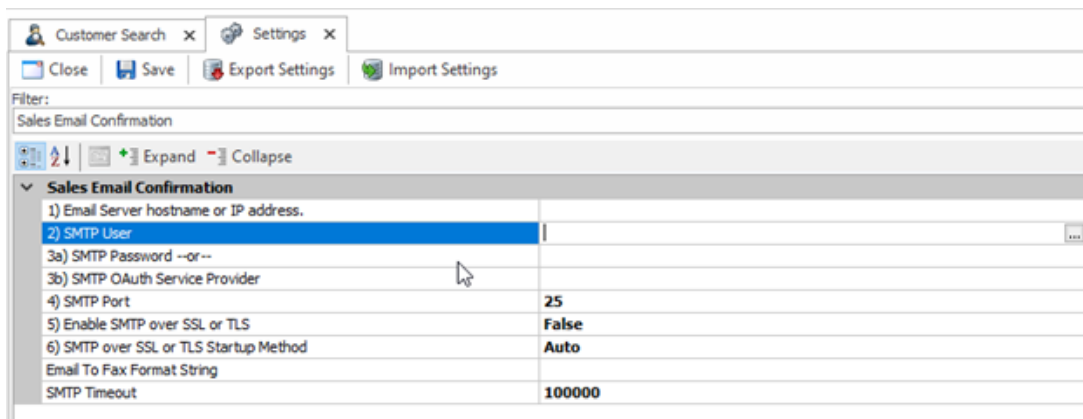 Customer Search x Settings x
Close Save Export Settings Import Settings
Filter:
Sales Email Confirmation
Expand Collapse
Sales Email Confirmation
1) Email Server hostname or IP address.
2) SMTP User ...
3a) SMTP Password --or--
3b) SMTP OAuth Service Provider
4) SMTP Port 25
5) Enable SMTP over SSL or TLS False
6) SMTP over SSL or TLS Startup Method Auto
Email To Fax Format String
SMTP Timeout 100000